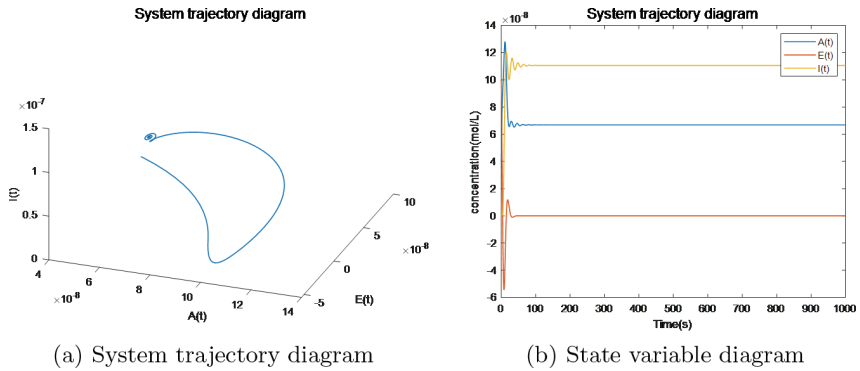 System trajectory diagram
×10⁻⁷
1.5
1
0.5
0
I(t)
4
6
8
10
12
14
×10⁻⁸
A(t)
-5
0
5
10
×10⁻⁸
E(t)
(a) System trajectory diagram
System trajectory diagram
×10⁻⁸
14
12
10
8
6
4
2
0
-2
-4
-6
concentration(mol/L)
A(t)
E(t)
I(t)
0 100 200 300 400 500 600 700 800 900 1000
Time(s)
(b) State variable diagram